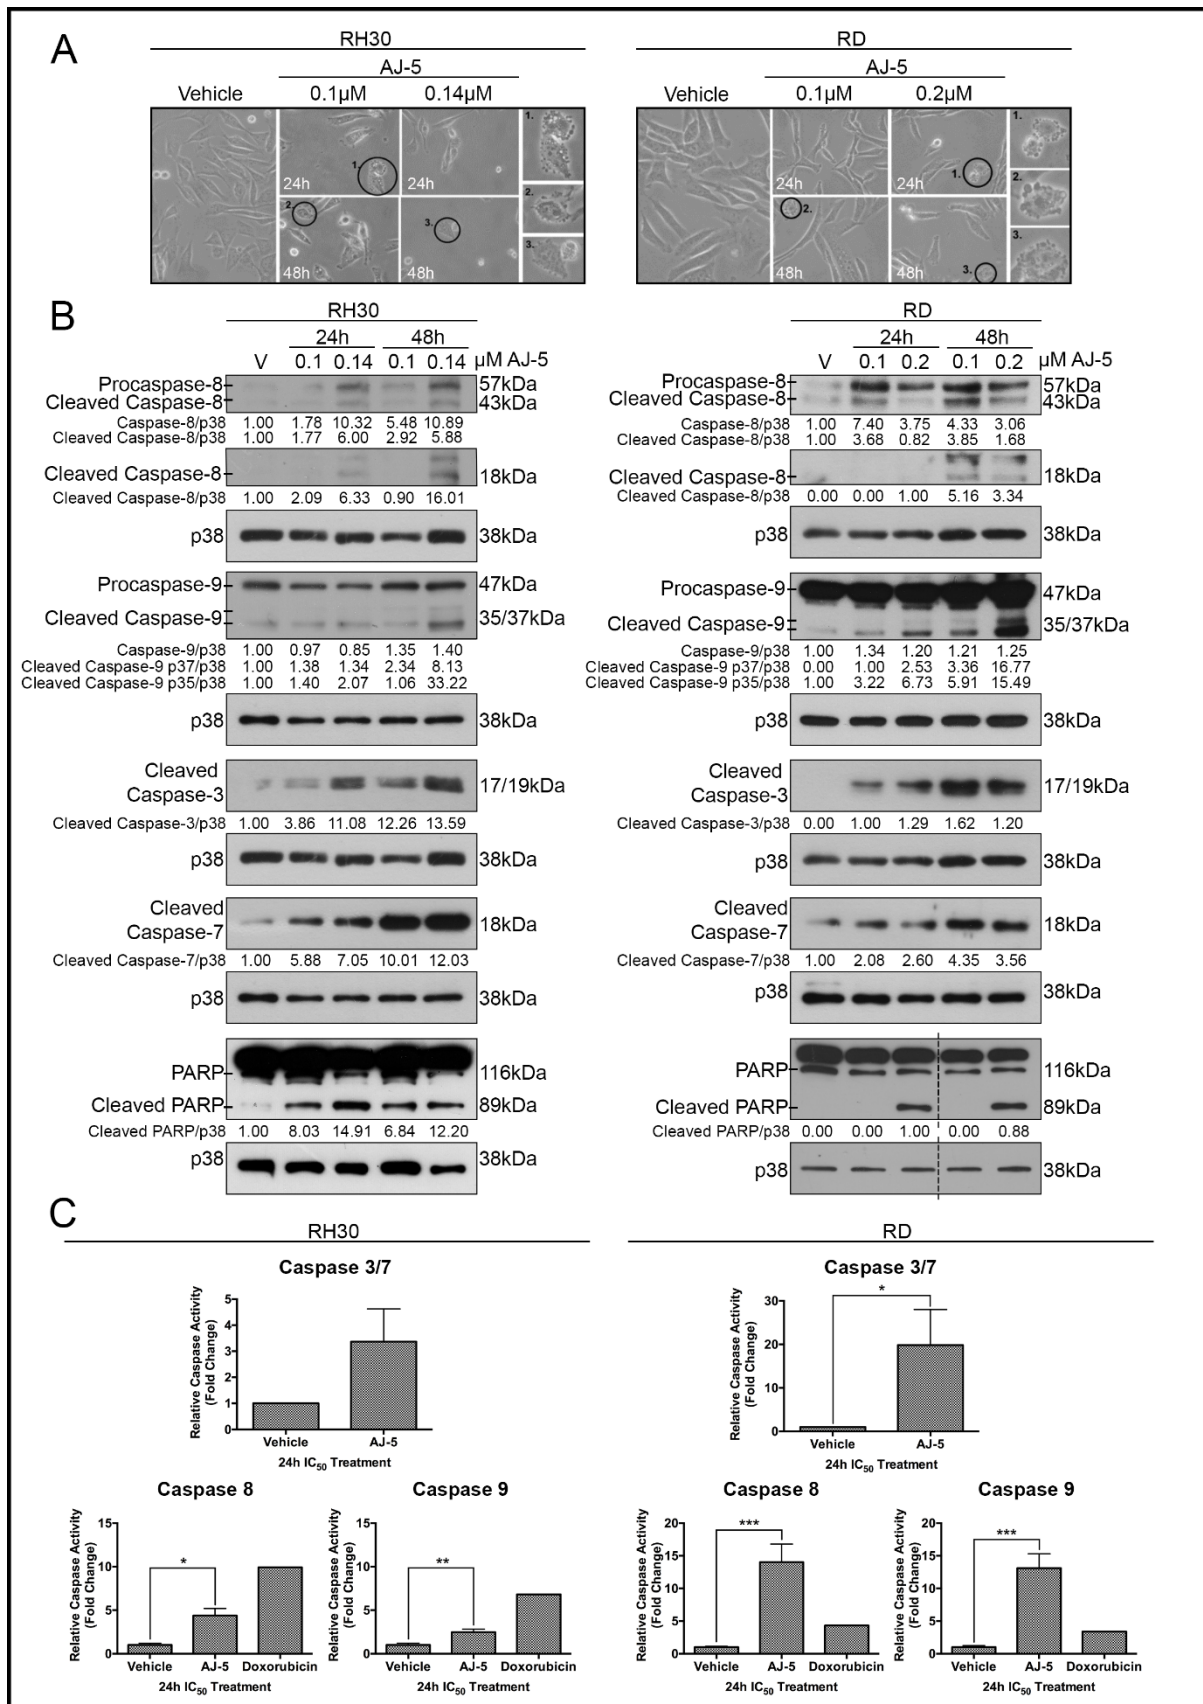 A
RH30
AJ-5
Vehicle 0.1µM 0.14µM
1.
24h
2.
3.
48h
1.
2.
3.
RD
AJ-5
Vehicle 0.1µM 0.2µM
24h
1.
2.
48h
3.
1.
2.
3.
B
RH30
24h 48h
V 0.1 0.14 0.1 0.14 µM AJ-5
Procaspase-8 57kDa
Cleaved Caspase-8 43kDa
Caspase-8/p38 1.00 1.78 10.32 5.48 10.89
Cleaved Caspase-8/p38 1.00 1.77 6.00 2.92 5.88
Cleaved Caspase-8 18kDa
Cleaved Caspase-8/p38 1.00 2.09 6.33 0.90 16.01
p38 38kDa
Procaspase-9 47kDa
Cleaved Caspase-9 35/37kDa
Caspase-9/p38 1.00 0.97 0.85 1.35 1.40
Cleaved Caspase-9 p37/p38 1.00 1.38 1.34 2.34 8.13
Cleaved Caspase-9 p35/p38 1.00 1.40 2.07 1.06 33.22
p38 38kDa
Cleaved
Caspase-3 17/19kDa
Cleaved Caspase-3/p38 1.00 3.86 11.08 12.26 13.59
p38 38kDa
Cleaved
Caspase-7 18kDa
Cleaved Caspase-7/p38 1.00 5.88 7.05 10.01 12.03
p38 38kDa
PARP 116kDa
Cleaved PARP 89kDa
Cleaved PARP/p38 1.00 8.03 14.91 6.84 12.20
p38 38kDa
RD
24h 48h
V 0.1 0.2 0.1 0.2 µM AJ-5
Procaspase-8 57kDa
Cleaved Caspase-8 43kDa
Caspase-8/p38 1.00 7.40 3.75 4.33 3.06
Cleaved Caspase-8/p38 1.00 3.68 0.82 3.85 1.68
Cleaved Caspase-8 18kDa
Cleaved Caspase-8/p38 0.00 0.00 1.00 5.16 3.34
p38 38kDa
Procaspase-9 47kDa
Cleaved Caspase-9 35/37kDa
Caspase-9/p38 1.00 1.34 1.20 1.21 1.25
Cleaved Caspase-9 p37/p38 0.00 1.00 2.53 3.36 16.77
Cleaved Caspase-9 p35/p38 1.00 3.22 6.73 5.91 15.49
p38 38kDa
Cleaved
Caspase-3 17/19kDa
Cleaved Caspase-3/p38 0.00 1.00 1.29 1.62 1.20
p38 38kDa
Cleaved
Caspase-7 18kDa
Cleaved Caspase-7/p38 1.00 2.08 2.60 4.35 3.56
p38 38kDa
PARP 116kDa
Cleaved PARP 89kDa
Cleaved PARP/p38 0.00 0.00 1.00 0.00 0.88
p38 38kDa
C
RH30
Caspase 3/7
Relative Caspase Activity
(Fold Change)
5
4
3
2
1
0
Vehicle AJ-5
24h IC50 Treatment
Caspase 8
Relative Caspase Activity
(Fold Change)
15
10
5
0
*
Vehicle AJ-5 Doxorubicin
24h IC50 Treatment
Caspase 9
Relative Caspase Activity
(Fold Change)
15
10
5
0
**
Vehicle AJ-5 Doxorubicin
24h IC50 Treatment
RD
Caspase 3/7
Relative Caspase Activity
(Fold Change)
30
20
10
0
*
Vehicle AJ-5
24h IC50 Treatment
Caspase 8
Relative Caspase Activity
(Fold Change)
20
15
10
5
0
***
Vehicle AJ-5 Doxorubicin
24h IC50 Treatment
Caspase 9
Relative Caspase Activity
(Fold Change)
20
15
10
5
0
***
Vehicle AJ-5 Doxorubicin
24h IC50 Treatment